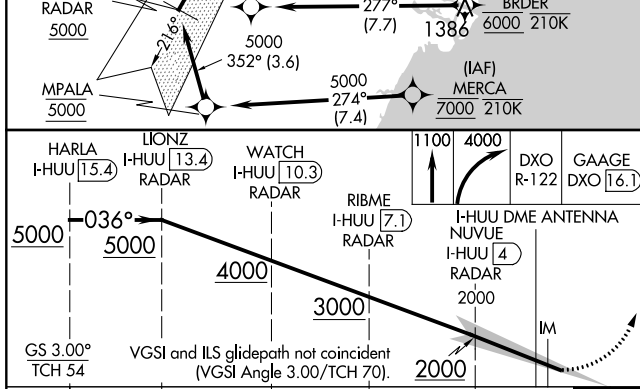 RADAR
5000
277°
(7.7)
BRDER
6000 210K
1386
216°
5000
352° (3.6)
MPALA
5000
5000
274°
(7.4)
(IAF)
MERCA
7000 210K
HARLA
I-HUU 15.4
LIONZ
I-HUU 13.4
RADAR
WATCH
I-HUU 10.3
RADAR
RIBME
I-HUU 7.1
RADAR
1100
4000
DXO
R-122
GAAGE
DXO 16.1
I-HUU DME ANTENNA
NUVUE
I-HUU 4
RADAR
2000
5000
036°
5000
4000
3000
2000
IM
GS 3.00°
TCH 54
VGSI and ILS glidepath not coincident
(VGSI Angle 3.00/TCH 70).